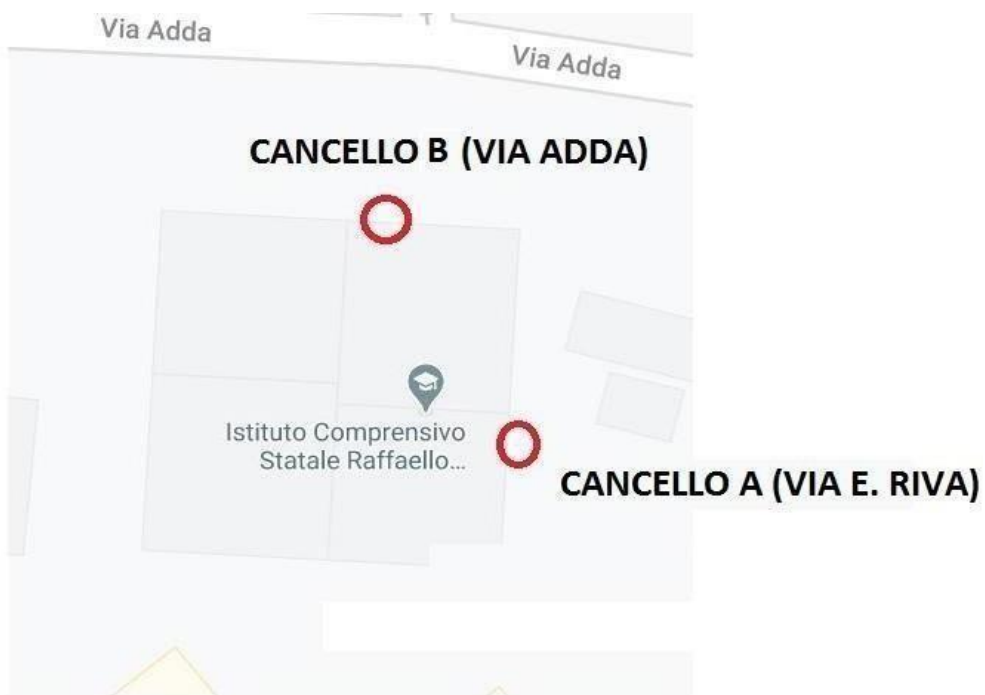 Via Adda
Via Adda
CANCELLO B (VIA ADDA)
Istituto Comprensivo
Statale Raffaello...
CANCELLO A (VIA E. RIVA)